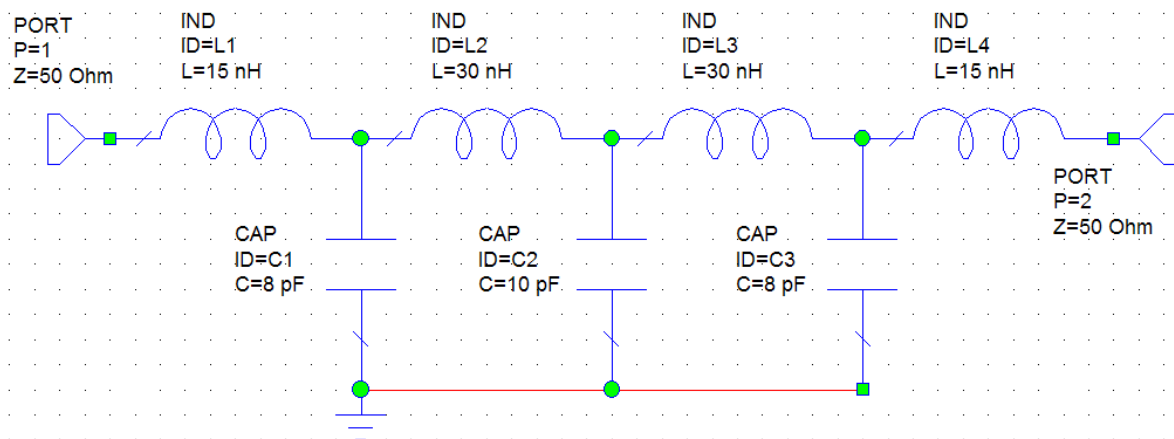 PORT
P=1
Z=50 Ohm
IND
ID=L1
L=15 nH
IND
ID=L2
L=30 nH
IND
ID=L3
L=30 nH
IND
ID=L4
L=15 nH
CAP
ID=C1
C=8 pF
CAP
ID=C2
C=10 pF
CAP
ID=C3
C=8 pF
PORT
P=2
Z=50 Ohm